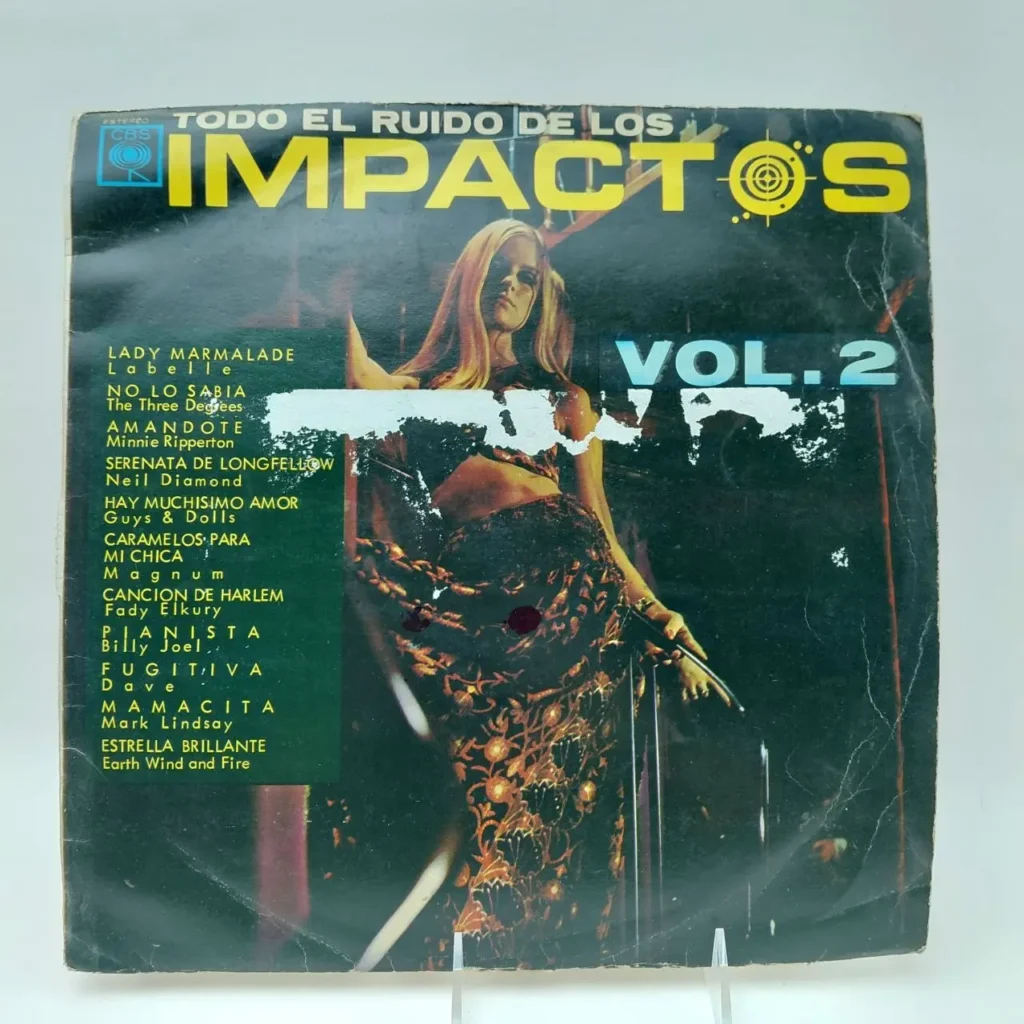 ESTEREO
CBS
TODO EL RUIDO DE LOS
IMPACTOS
VOL. 2
LADY MARMALADE
Labelle
NO LO SABIA
The Three Degrees
AMANDOTE
Minnie Ripperton
SERENATA DE LONGFELLOW
Neil Diamond
HAY MUCHISIMO AMOR
Guys & Dolls
CARAMELOS PARA
MI CHICA
Magnum
CANCION DE HARLEM
Fady Elkury
PIANISTA
Billy Joel
FUGITIVA
Dave
MAMACITA
Mark Lindsay
ESTRELLA BRILLANTE
Earth Wind and Fire